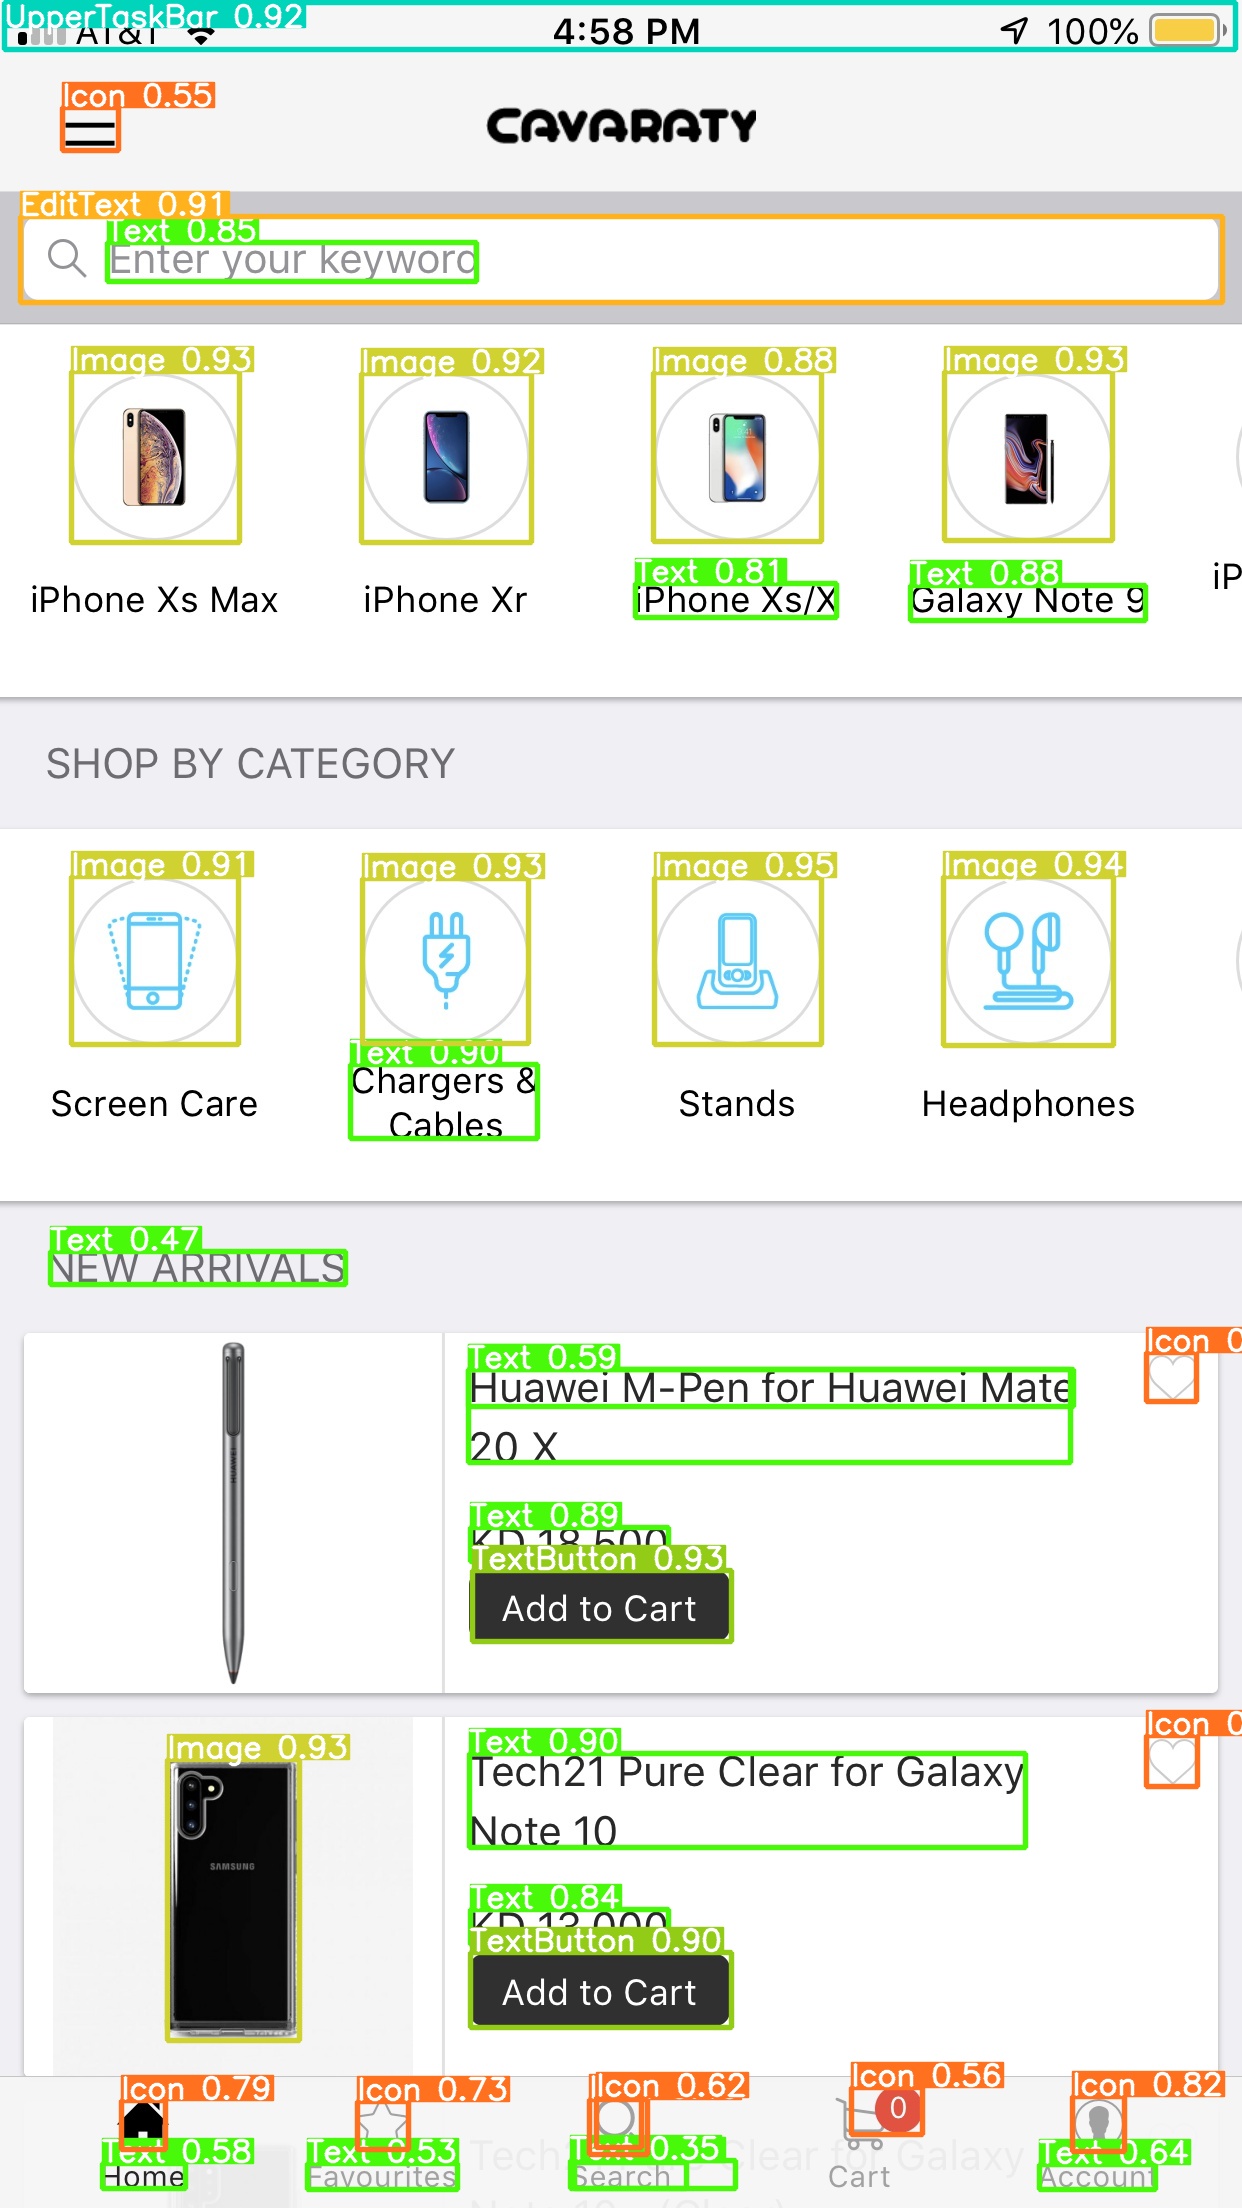 UpperTaskBar 0.92
AT&T 4:58 PM 100%
Icon 0.55
CAVARATY
EditText 0.91
Text 0.85
Enter your keyword
Image 0.93 Image 0.92 Image 0.88 Image 0.93
Text 0.81 Text 0.88
iPhone Xs Max iPhone Xr iPhone Xs/X Galaxy Note 9 iP
SHOP BY CATEGORY
Image 0.91 Image 0.93 Image 0.95 Image 0.94
Text 0.90
Screen Care Chargers & Stands Headphones
Cables
Text 0.47
NEW ARRIVALS
Icon 0
Text 0.59
Huawei M-Pen for Huawei Mate
20 X
HUAWEI
Text 0.89
KD 18.500
TextButton 0.93
Add to Cart
Icon 0
Text 0.90
Image 0.93
Tech21 Pure Clear for Galaxy
Note 10
SAMSUNG
Text 0.84
KD 13.000
TextButton 0.90
Add to Cart
Icon 0.79 Icon 0.73 Icon 0.62 Icon 0.56 Icon 0.82
0
Text 0.58 Text 0.53 Text 0.35 Text 0.64
Tech Clear for Galaxy
Home Favourites Search Cart Account
Note 10 (Clear)